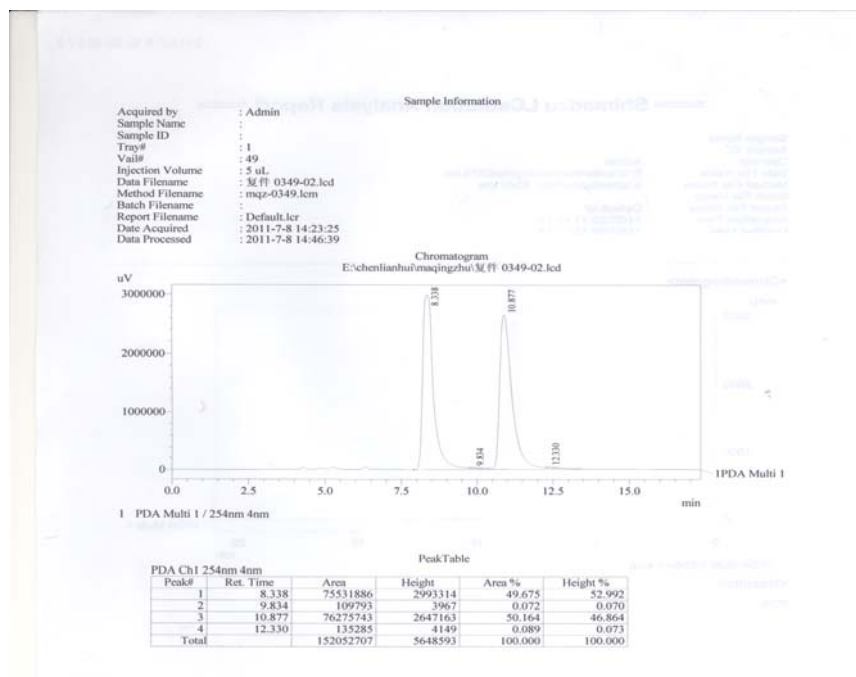 Sample Information
Acquired by : Admin
Sample Name :
Sample ID :
Tray# : 1
Vail# : 49
Injection Volume : 5 uL
Data Filename : 复件 0349-02.lcd
Method Filename : mqz-0349.lcm
Batch Filename :
Report Filename : Default.lcr
Date Acquired : 2011-7-8 14:23:25
Data Processed : 2011-7-8 14:46:39
Chromatogram
E:\chenlianhui\maqingzhu\复件 0349-02.lcd
uV
3000000
2000000
1000000
0
8.338
9.834
10.877
12.330
1PDA Multi 1
0.0 2.5 5.0 7.5 10.0 12.5 15.0
min
1 PDA Multi 1 / 254nm 4nm
PeakTable
PDA Ch1 254nm 4nm
Peak# Ret. Time Area Height Area % Height %
1 8.338 75531886 2993314 49.675 52.992
2 9.834 109793 3967 0.072 0.070
3 10.877 76275743 2647163 50.164 46.864
4 12.330 135285 4149 0.089 0.073
Total 152052707 5648593 100.000 100.000